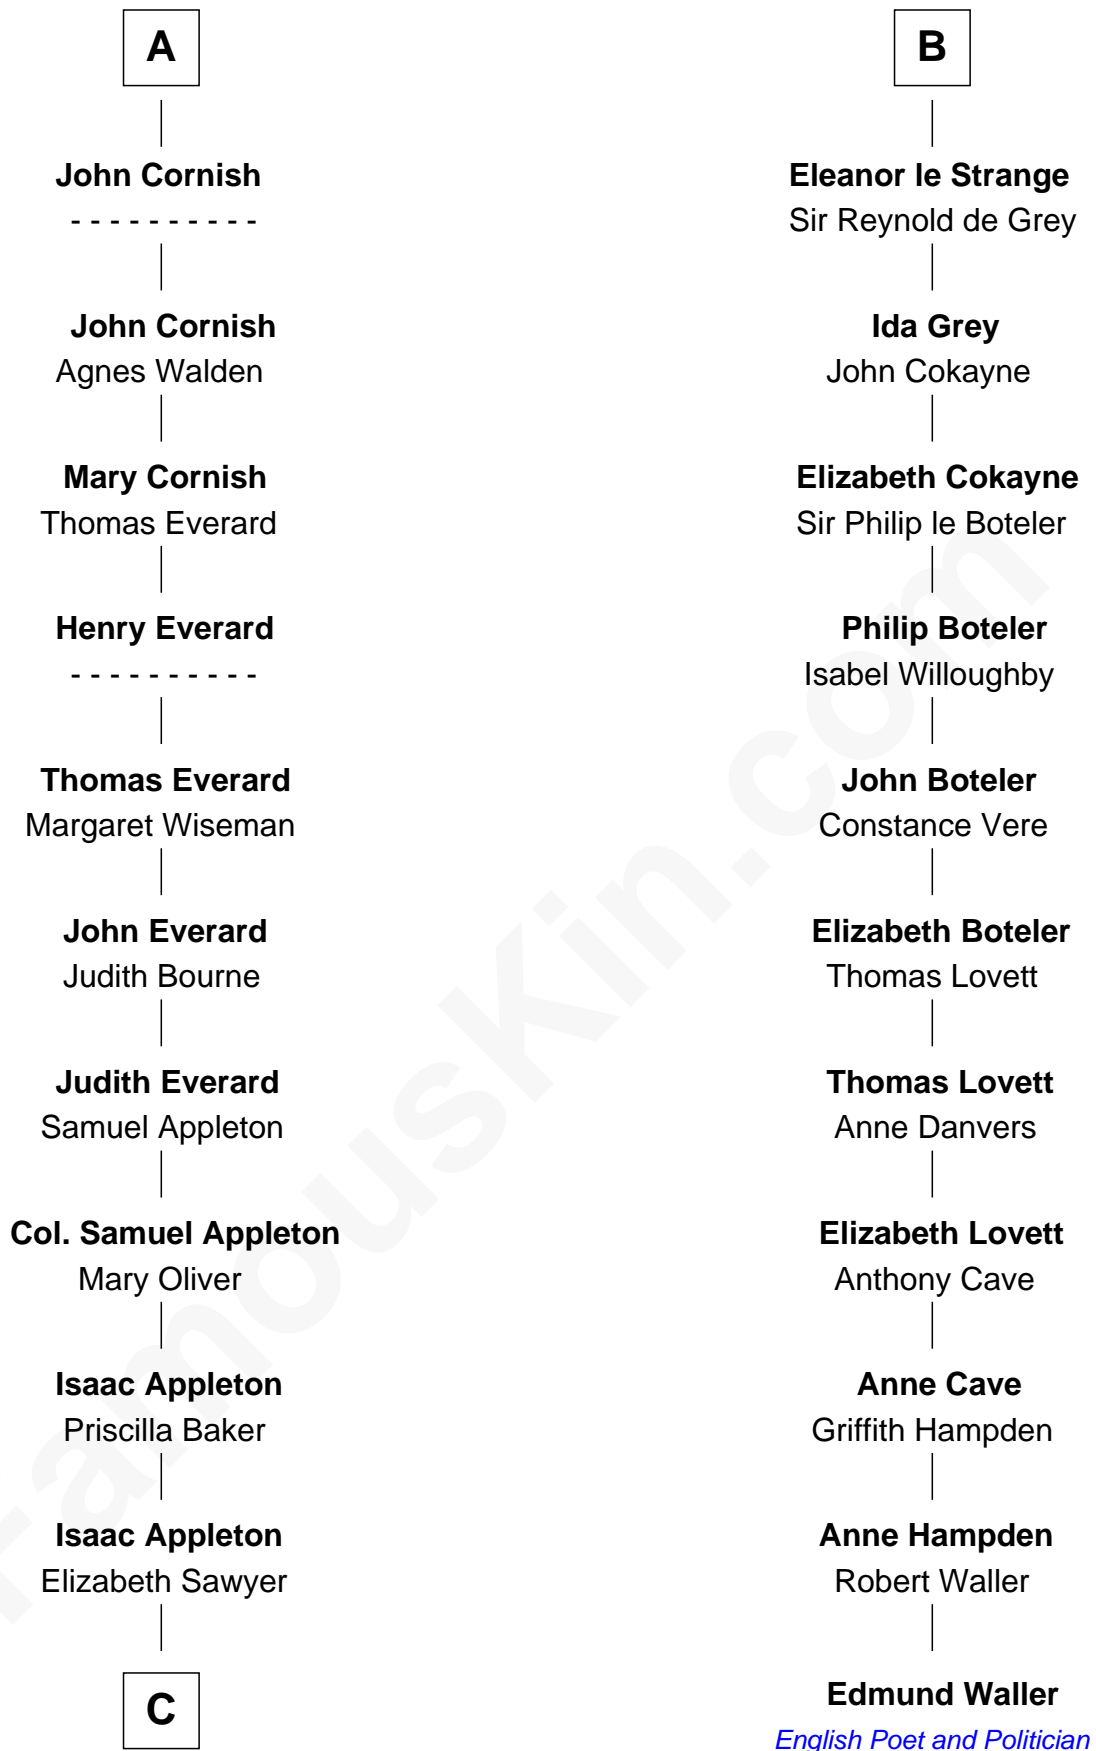 A
John Cornish
- - - - - - - - - -
John Cornish
Agnes Walden
Mary Cornish
Thomas Everard
Henry Everard
- - - - - - - - - -
Thomas Everard
Margaret Wiseman
John Everard
Judith Bourne
Judith Everard
Samuel Appleton
Col. Samuel Appleton
Mary Oliver
Isaac Appleton
Priscilla Baker
Isaac Appleton
Elizabeth Sawyer
C
B
Eleanor le Strange
Sir Reynold de Grey
Ida Grey
John Cokayne
Elizabeth Cokayne
Sir Philip le Boteler
Philip Boteler
Isabel Willoughby
John Boteler
Constance Vere
Elizabeth Boteler
Thomas Lovett
Thomas Lovett
Anne Danvers
Elizabeth Lovett
Anthony Cave
Anne Cave
Griffith Hampden
Anne Hampden
Robert Waller
Edmund Waller
English Poet and Politician
FamousKin.com